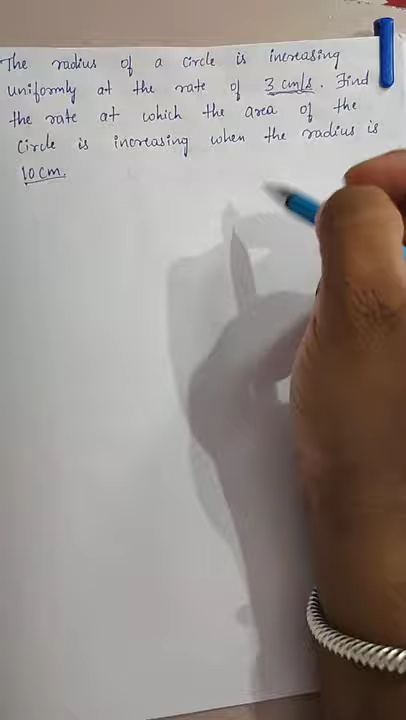 The radius of a circle is increasing
uniformly at the rate of 3 cm/s. Find
the rate at which the area of the
Circle is increasing when the radius is
10cm.